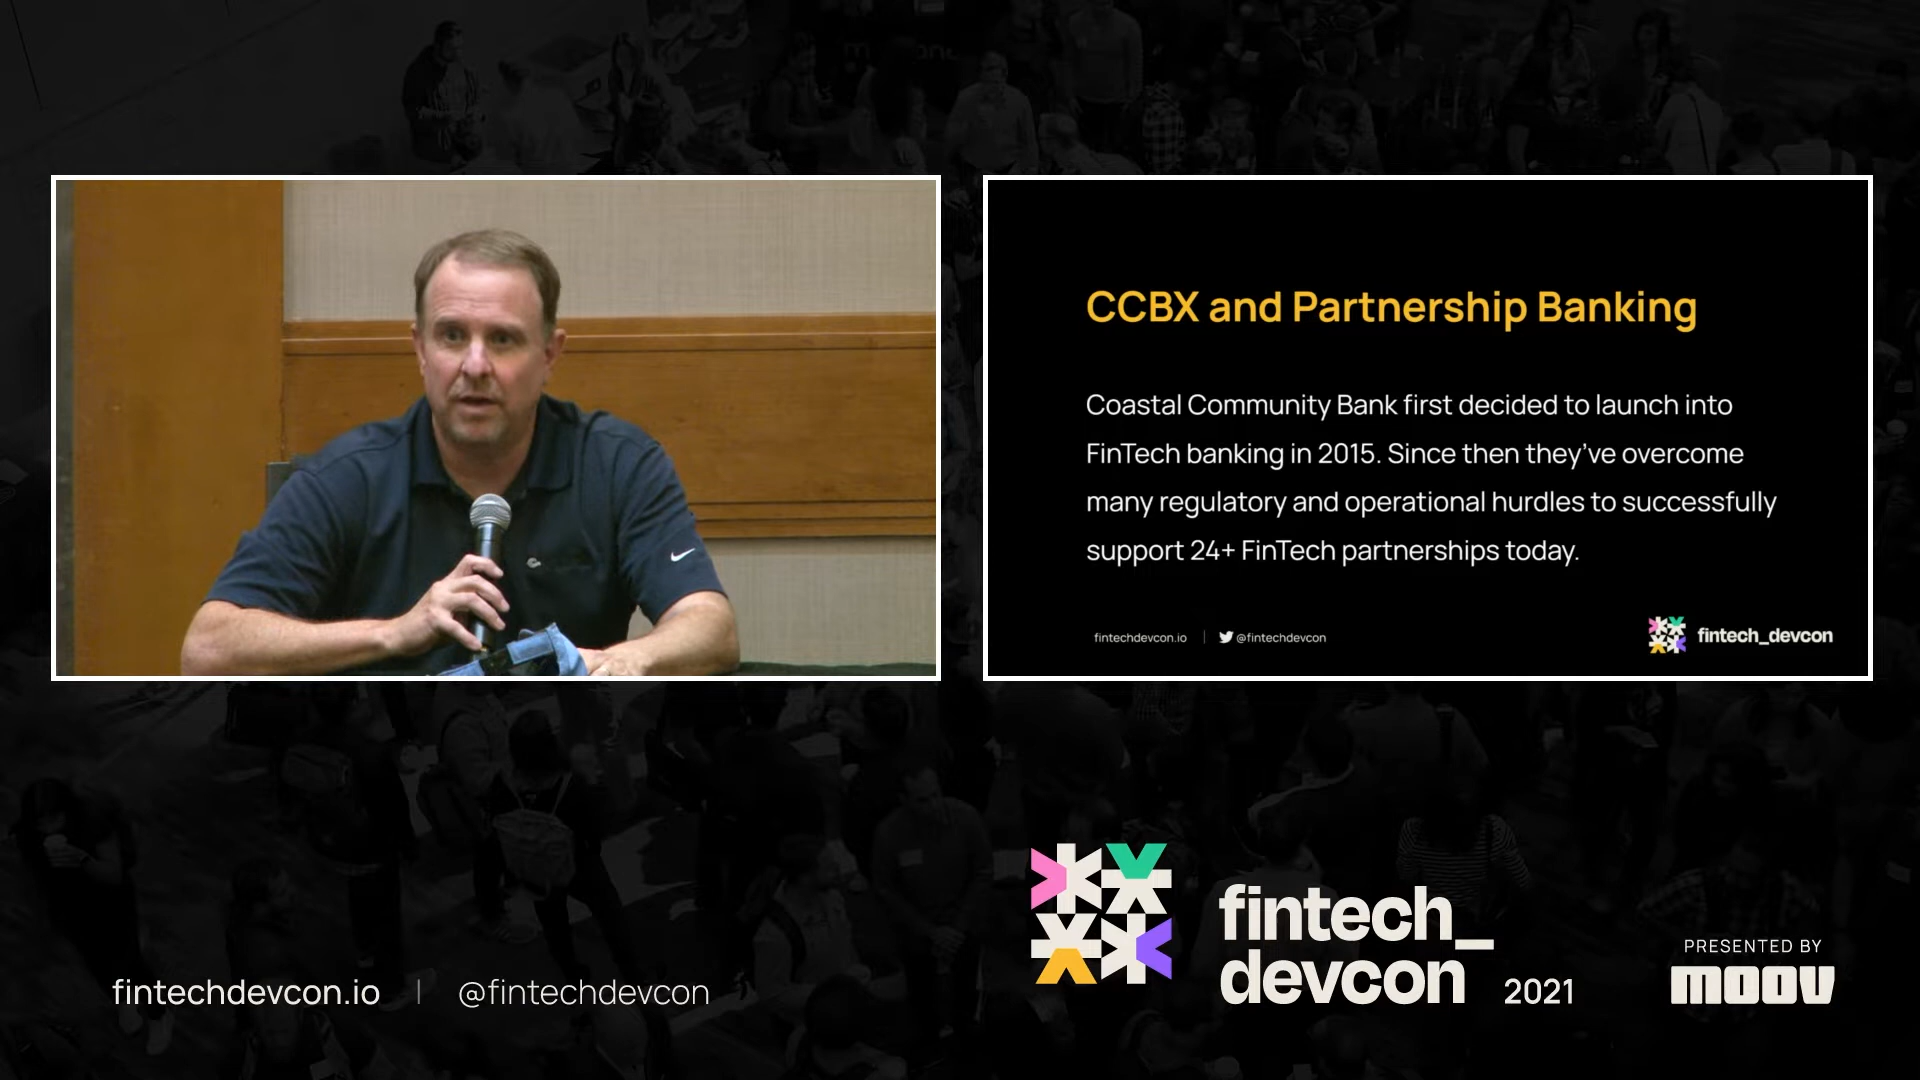 CCBX and Partnership Banking
Coastal Community Bank first decided to launch into
FinTech banking in 2015. Since then they've overcome
many regulatory and operational hurdles to successfully
support 24+ FinTech partnerships today.
fintechdevcon.io | @fintechdevcon
fintech_devcon
fintechdevcon.io | @fintechdevcon
fintech_
devcon 2021
PRESENTED BY
moov